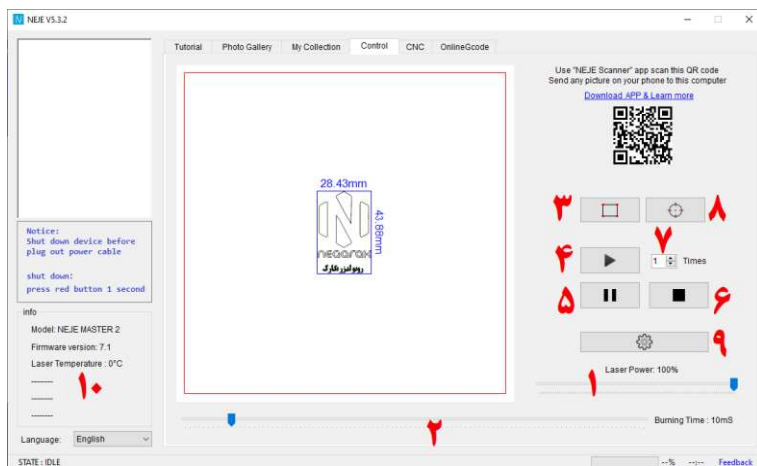 NEJE V5.3.2
Tutorial
Photo Gallery
My Collection
Control
CNC
OnlineGcode
Use "NEJE Scanner" app scan this QR code
Send any picture on your phone to this computer
Download APP & Learn more
28.43mm
43.88mm
NEGARAK
روبو لیزر نگارک
۳
۸
۷
۴
1
Times
۵
۶
۹
Laser Power: 100%
۱
Notice:
Shut down device before
plug out power cable
shut down:
press red button 1 second
info
Model: NEJE MASTER 2
Firmware version: 7.1
Laser Temperature : 0°C
--------
--------
--------
۱۰
۲
Burning Time : 10mS
Language:
English
STATE : IDLE
--%
--:--
Feedback